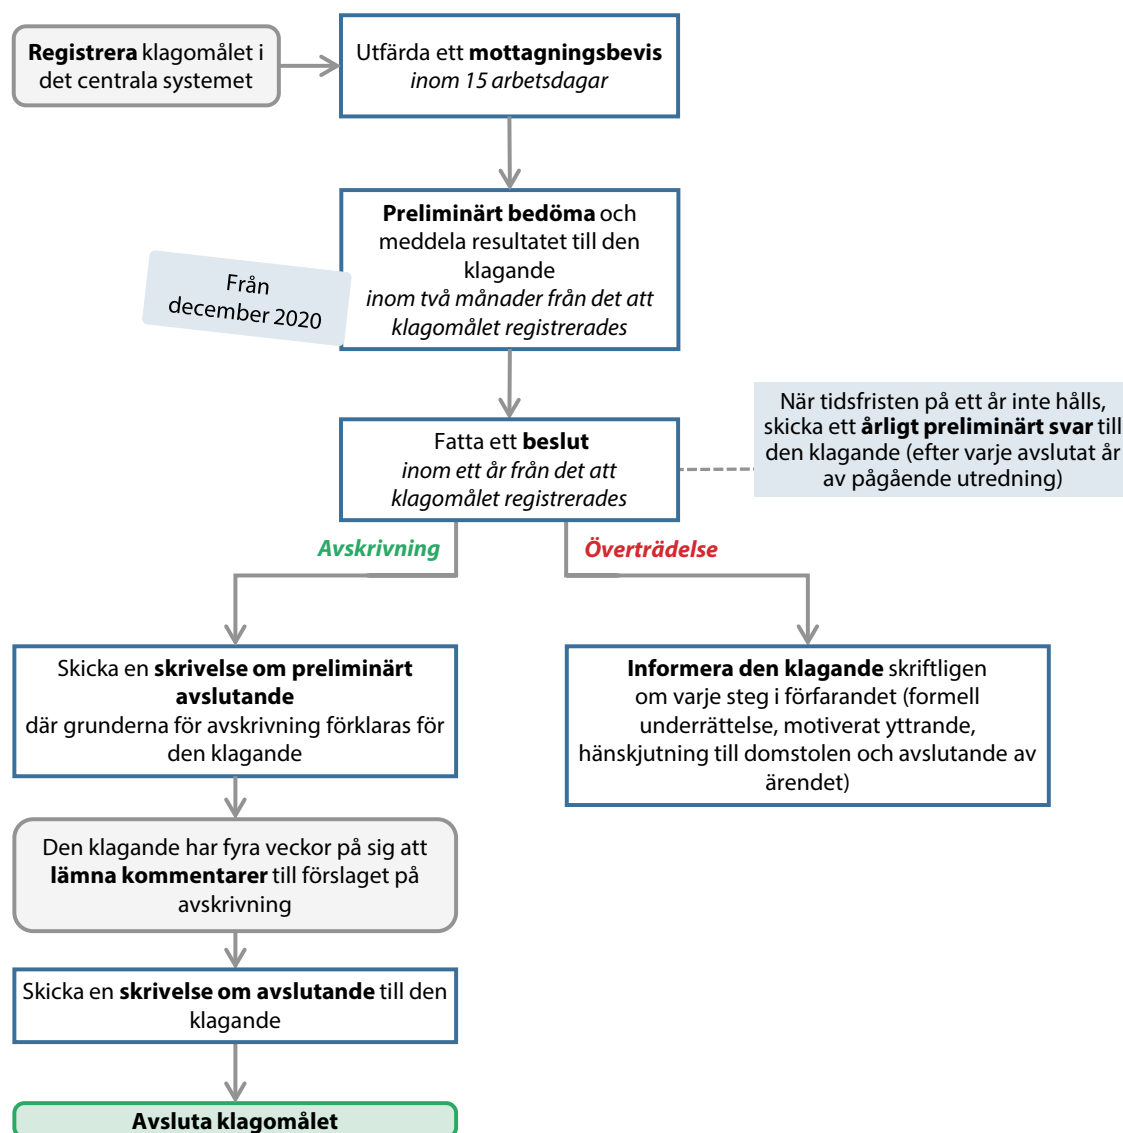 Registrera klagomålet i
det centrala systemet
Utfärda ett mottagningsbevis
inom 15 arbetsdagar
Preliminärt bedöma och
meddela resultatet till den
klagande
inom två månader från det att
klagomålet registrerades
Från
december 2020
Fatta ett beslut
inom ett år från det att
klagomålet registrerades
När tidsfristen på ett år inte hålls,
skicka ett årligt preliminärt svar till
den klagande (efter varje avslutat år
av pågående utredning)
Avskrivning
Överträdelse
Skicka en skrivelse om preliminärt
avslutande
där grunderna för avskrivning förklaras för
den klagande
Informera den klagande skriftligen
om varje steg i förfarandet (formell
underrättelse, motiverat yttrande,
hänskjutning till domstolen och avslutande av
ärendet)
Den klagande har fyra veckor på sig att
lämna kommentarer till förslaget på
avskrivning
Skicka en skrivelse om avslutande till den
klagande
Avsluta klagomålet